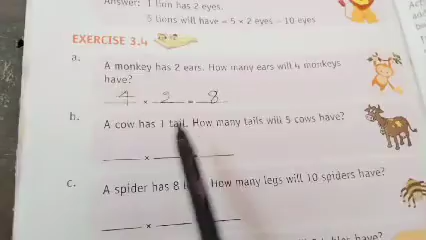 Answer: 1 lion has 2 eyes.
5 lions will have = 5 × 2 eyes = 10 eyes
EXERCISE 3.4
a.
A monkey has 2 ears. How many ears will 4 monkeys
have?
4 × 2 = 8
b.
A cow has 1 tail. How many tails will 5 cows have?
×
c.
A spider has 8 How many legs will 10 spiders have?
×
have?